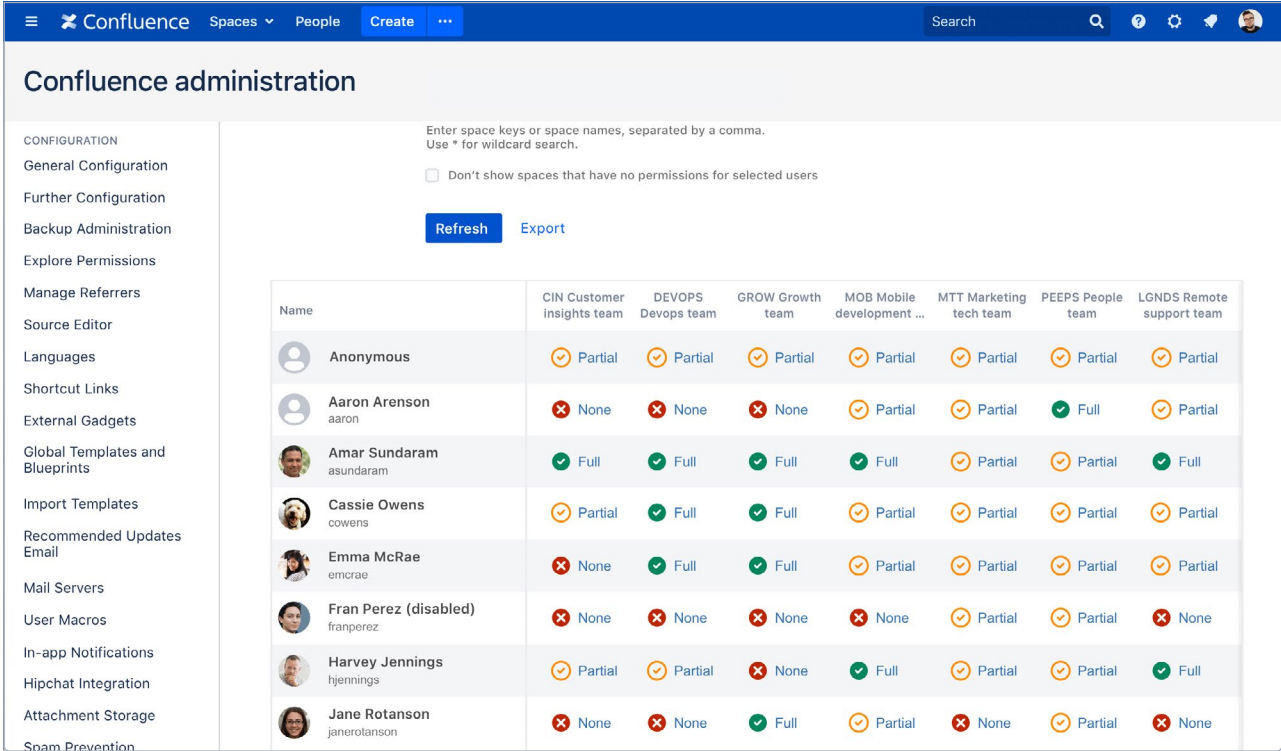 Confluence Spaces People Create ... Search
Confluence administration
CONFIGURATION
General Configuration
Further Configuration
Backup Administration
Explore Permissions
Manage Referrers
Source Editor
Languages
Shortcut Links
External Gadgets
Global Templates and
Blueprints
Import Templates
Recommended Updates
Email
Mail Servers
User Macros
In-app Notifications
Hipchat Integration
Attachment Storage
Spam Prevention
Enter space keys or space names, separated by a comma.
Use * for wildcard search.
Don't show spaces that have no permissions for selected users
Refresh Export
Name
CIN Customer
insights team
DEVOPS
Devops team
GROW Growth
team
MOB Mobile
development ...
MTT Marketing
tech team
PEEPS People
team
LGNDS Remote
support team
Anonymous Partial Partial Partial Partial Partial Partial Partial
Aaron Arenson
aaron
None None None Partial Partial Full Partial
Amar Sundaram
asundaram
Full Full Full Full Partial Partial Full
Cassie Owens
cowens
Partial Full Full Partial Partial Partial Partial
Emma McRae
emcrae
None Full Full Partial Partial Partial Partial
Fran Perez (disabled)
franperez
None None None None Partial Partial None
Harvey Jennings
hjennings
Partial Partial None Full Partial Partial Full
Jane Rotanson
janerotanson
None None Full Partial None Partial None